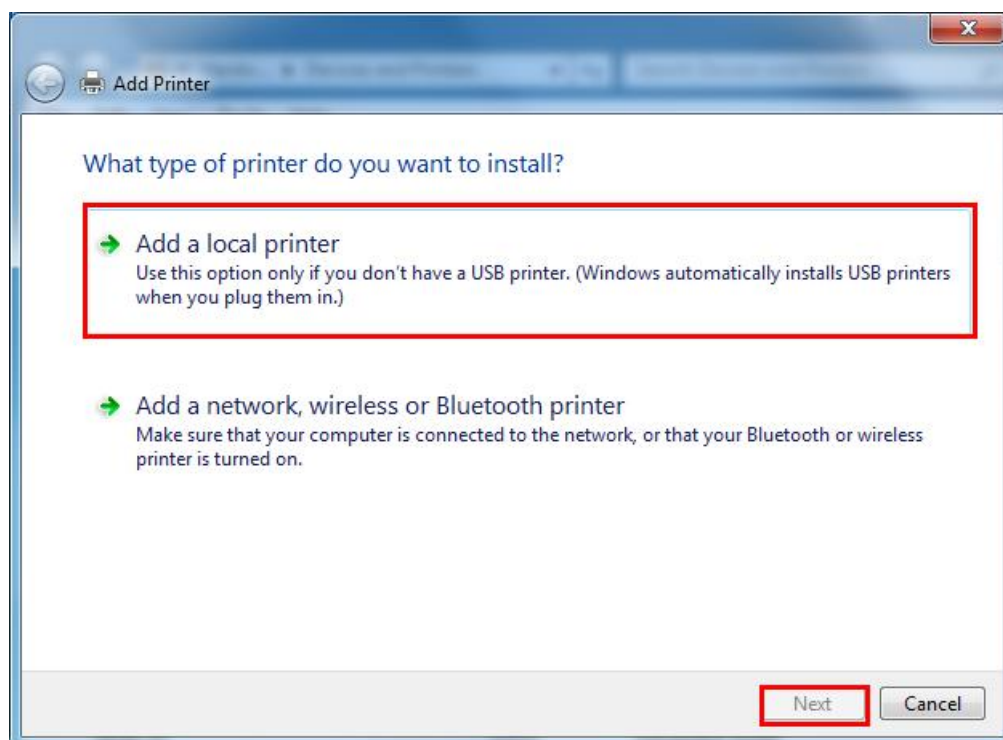 Add Printer
What type of printer do you want to install?
Add a local printer
Use this option only if you don't have a USB printer. (Windows automatically installs USB printers
when you plug them in.)
Add a network, wireless or Bluetooth printer
Make sure that your computer is connected to the network, or that your Bluetooth or wireless
printer is turned on.
Next
Cancel